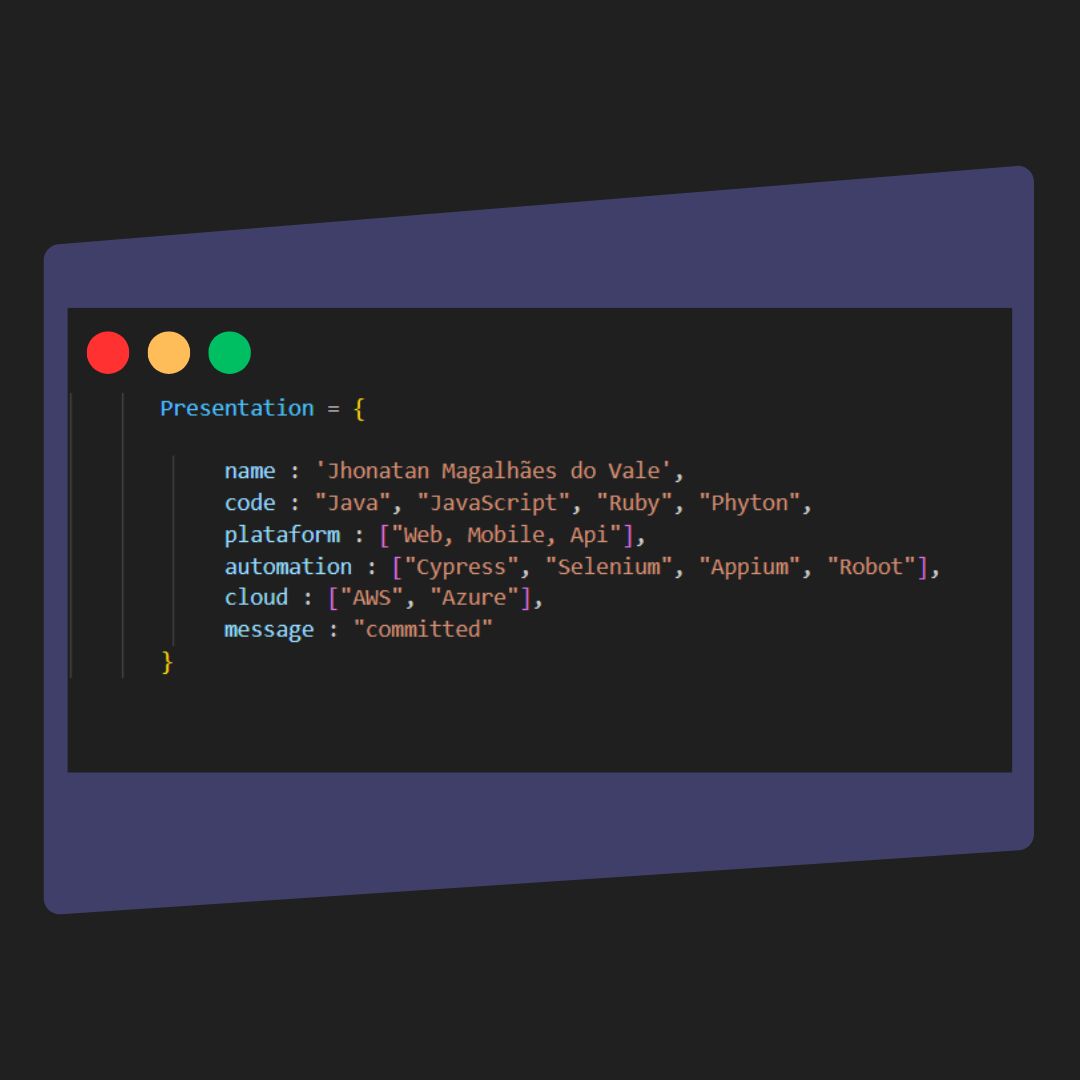 Presentation = {
name : 'Jhonatan Magalhães do Vale',
code : "Java", "JavaScript", "Ruby", "Phyton",
plataform : ["Web, Mobile, Api"],
automation : ["Cypress", "Selenium", "Appium", "Robot"],
cloud : ["AWS", "Azure"],
message : "committed"
}